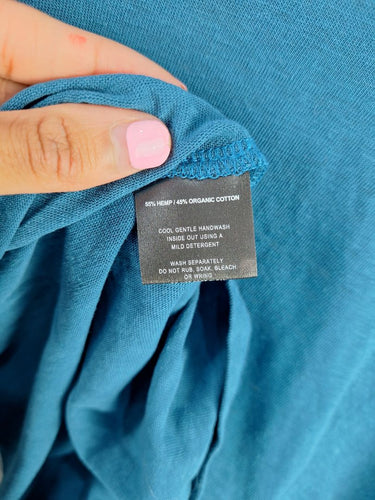 55% HEMP / 45% ORGANIC COTTON
COOL GENTLE HANDWASH
INSIDE OUT USING A
MILD DETERGENT
WASH SEPARATELY
DO NOT RUB, SOAK, BLEACH
OR WRING